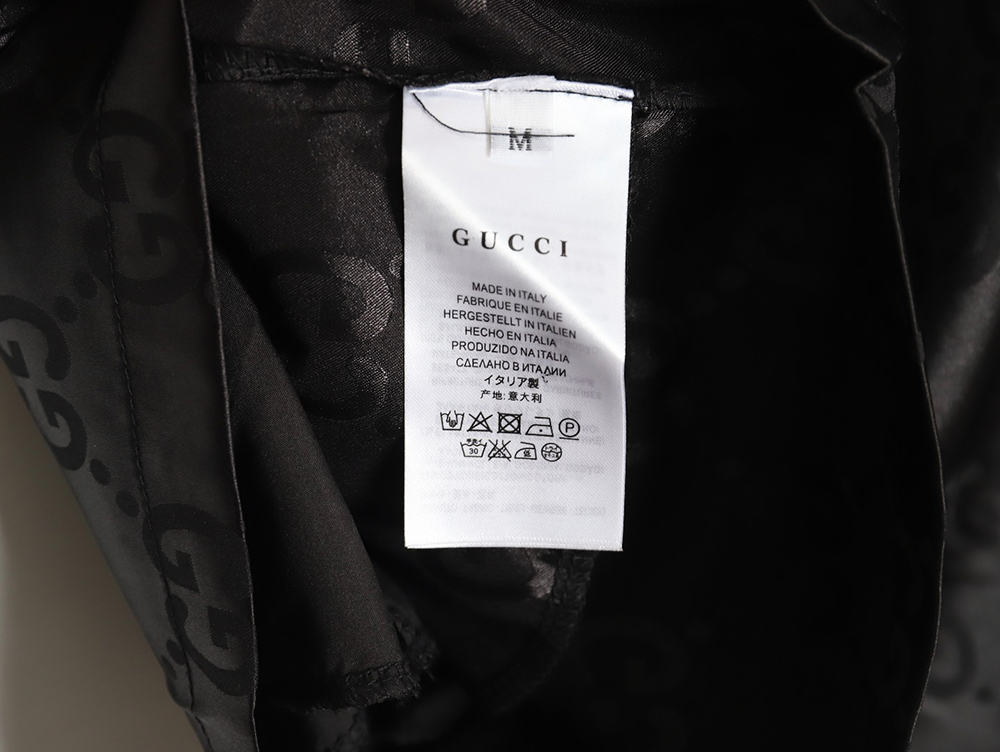 M
GUCCI
MADE IN ITALY
FABRIQUE EN ITALIE
HERGESTELLT IN ITALIEN
HECHO EN ITALIA
PRODUZIDO NA ITALIA
СДЕЛАНО В ИТАЛИИ
イタリア製
产地:意大利
P
30